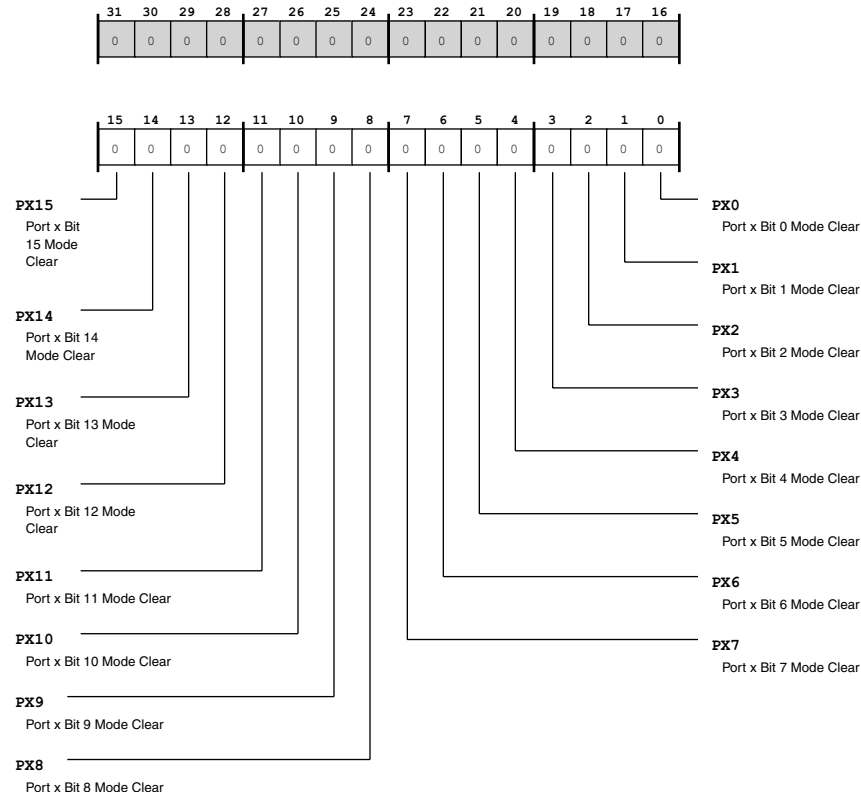 31 30 29 28 27 26 25 24 23 22 21 20 19 18 17 16
0 0 0 0 0 0 0 0 0 0 0 0 0 0 0 0
15 14 13 12 11 10 9 8 7 6 5 4 3 2 1 0
0 0 0 0 0 0 0 0 0 0 0 0 0 0 0 0
PX15
Port x Bit
15 Mode
Clear
PX14
Port x Bit 14
Mode Clear
PX13
Port x Bit 13 Mode
Clear
PX12
Port x Bit 12 Mode
Clear
PX11
Port x Bit 11 Mode Clear
PX10
Port x Bit 10 Mode Clear
PX9
Port x Bit 9 Mode Clear
PX8
Port x Bit 8 Mode Clear
PX0
Port x Bit 0 Mode Clear
PX1
Port x Bit 1 Mode Clear
PX2
Port x Bit 2 Mode Clear
PX3
Port x Bit 3 Mode Clear
PX4
Port x Bit 4 Mode Clear
PX5
Port x Bit 5 Mode Clear
PX6
Port x Bit 6 Mode Clear
PX7
Port x Bit 7 Mode Clear